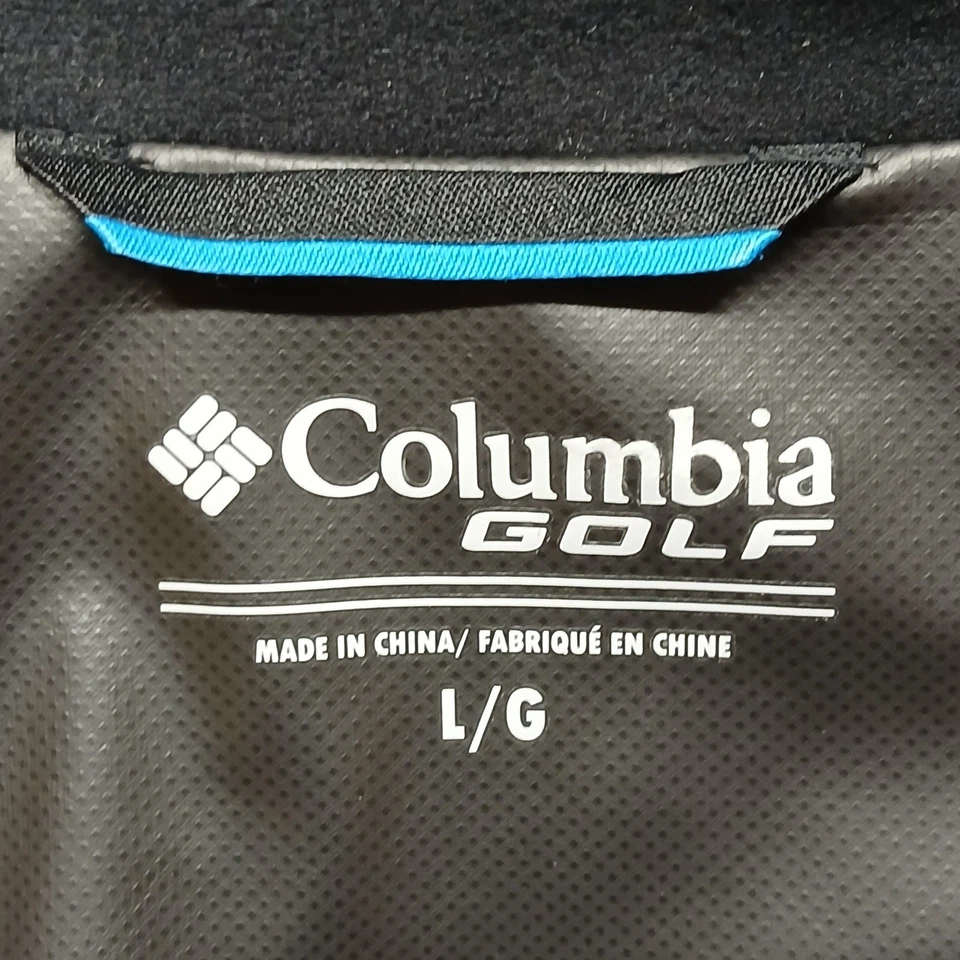 Columbia
GOLF
MADE IN CHINA/ FABRIQUÉ EN CHINE
L/G